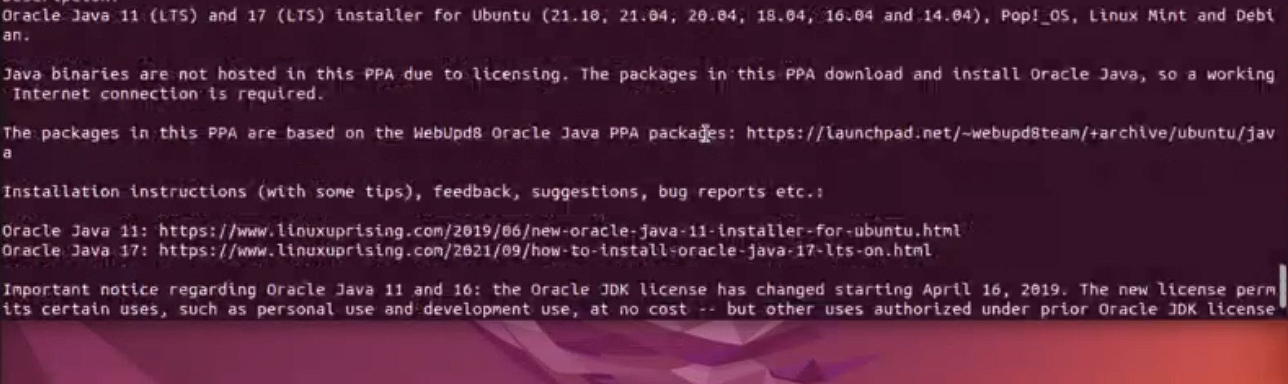 Oracle Java 11 (LTS) and 17 (LTS) installer for Ubuntu (21.10, 21.04, 20.04, 18.04, 16.04 and 14.04), Pop!_OS, Linux Mint and Debi
an.
Java binaries are not hosted in this PPA due to licensing. The packages in this PPA download and install Oracle Java, so a working
Internet connection is required.
The packages in this PPA are based on the WebUpd8 Oracle Java PPA packages: https://launchpad.net/~webupd8team/+archive/ubuntu/jav
a
Installation instructions (with some tips), feedback, suggestions, bug reports etc.:
Oracle Java 11: https://www.linuxuprising.com/2019/06/new-oracle-java-11-installer-for-ubuntu.html
Oracle Java 17: https://www.linuxuprising.com/2021/09/how-to-install-oracle-java-17-lts-on.html
Important notice regarding Oracle Java 11 and 16: the Oracle JDK license has changed starting April 16, 2019. The new license perm
its certain uses, such as personal use and development use, at no cost -- but other uses authorized under prior Oracle JDK license